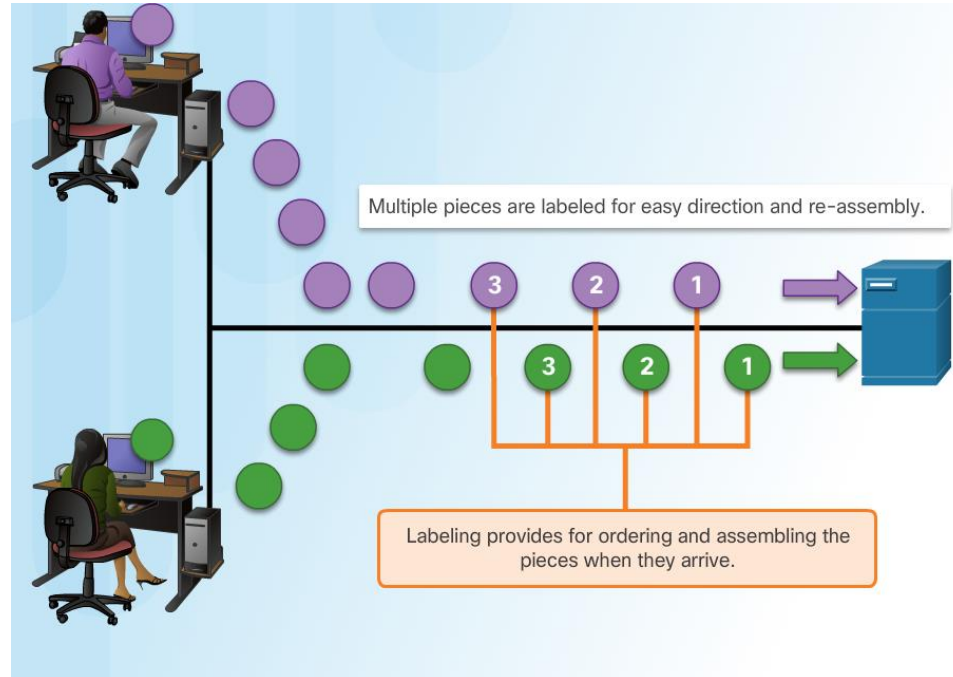 Multiple pieces are labeled for easy direction and re-assembly.
3 2 1
3 2 1
Labeling provides for ordering and assembling the
pieces when they arrive.